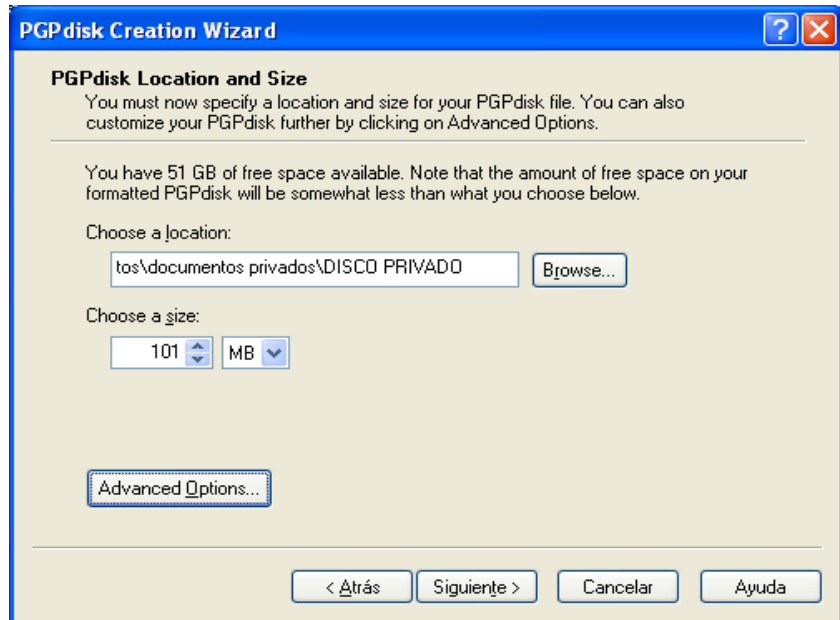 PGPdisk Creation Wizard
PGPdisk Location and Size
You must now specify a location and size for your PGPdisk file. You can also
customize your PGPdisk further by clicking on Advanced Options.
You have 51 GB of free space available. Note that the amount of free space on your
formatted PGPdisk will be somewhat less than what you choose below.
Choose a location:
tos\documentos privados\DISCO PRIVADO
Browse...
Choose a size:
101 MB
Advanced Options...
< Atrás Siguiente > Cancelar Ayuda